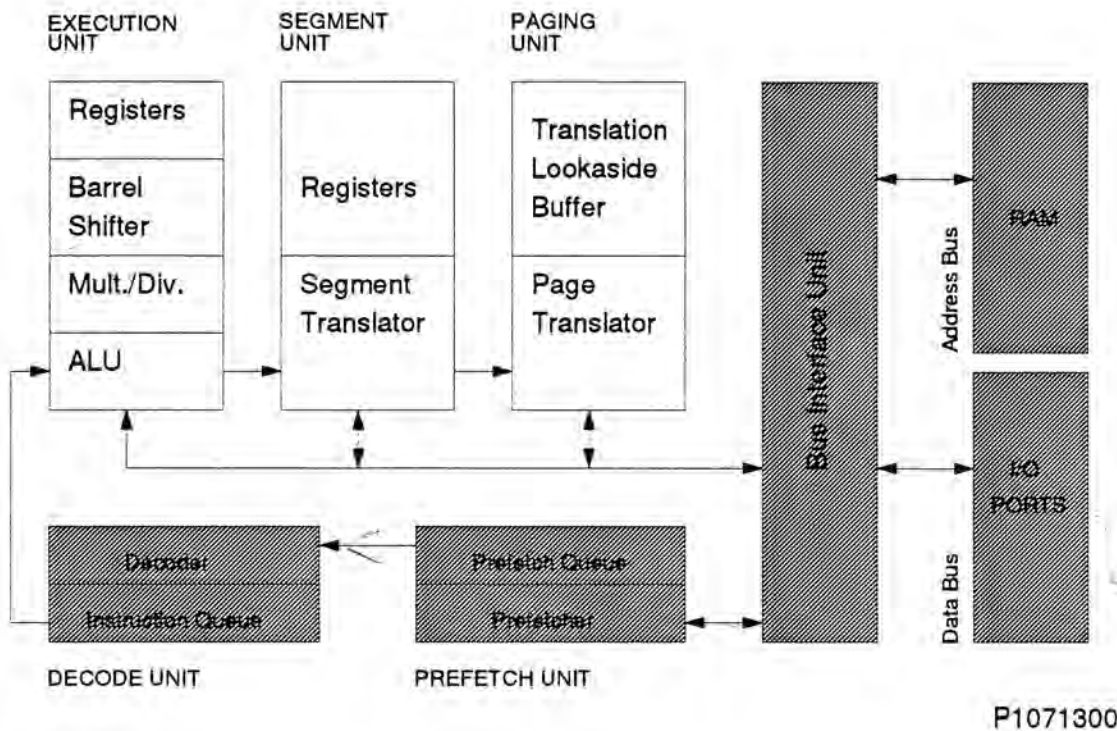 EXECUTION
UNIT
SEGMENT
UNIT
PAGING
UNIT
Registers
Barrel
Shifter
Mult./Div.
ALU
Registers
Segment
Translator
Translation
Lookaside
Buffer
Page
Translator
Bus Interface Unit
Address Bus
RAM
Data Bus
I/O
PORTS
Decoder
Instruction Queue
Prefetch Queue
Prefetcher
DECODE UNIT
PREFETCH UNIT
P1071300